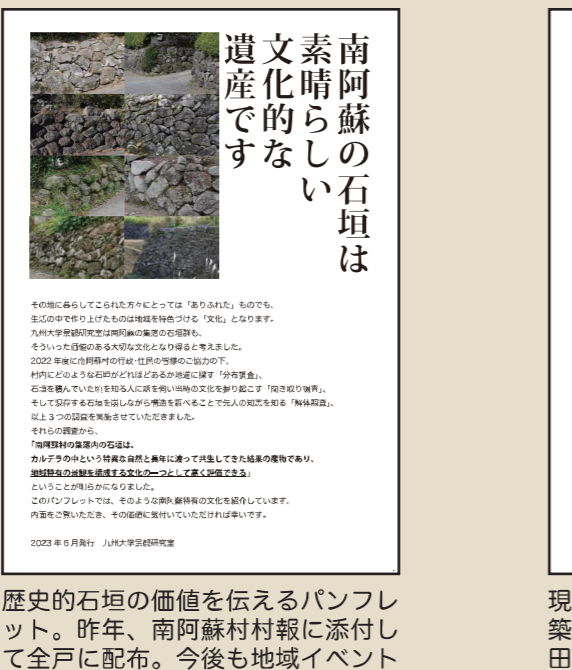 南阿蘇の石垣は
素晴らしい
文化的な
遺産です
その地に暮らしてこられた方々にとっては「ありふれた」ものでも、
生活の中で作り上げたものは地域を特色づける「文化」となります。
九州大学景観研究室は南阿蘇の集落の石垣群も、
そういった価値のある大切な文化となり得ると考えました。
2022 年度に南阿蘇村の行政・住民の皆様のご協力の下、
村内にどのような石垣がどれほどあるか地道に探す「分布調査」、
石垣を積んでいた頃を知る人に話を伺い当時の文化を掘り起こす「聞き取り調査」、
そして現存する石垣を崩しながら構造を調べることで先人の知恵を知る「解体調査」、
以上 3 つの調査を実施させていただきました。
それらの調査から、
「南阿蘇村の集落内の石垣は、
カルデラの中という特異な自然と長年に渡って共生してきた結果の産物であり、
地域特有の景観を構成する文化の一つとして高く評価できる」
ということが明らかになりました。
このパンフレットでは、そのような南阿蘇特有の文化を紹介しています。
内面をご覧いただき、その価値に気付いていただければ幸いです。
2023 年 6 月発行 九州大学景観研究室
歴史的石垣の価値を伝えるパンフレ
ット。昨年、南阿蘇村村報に添付し
て全戸に配布。今後も地域イベント
現
築
田